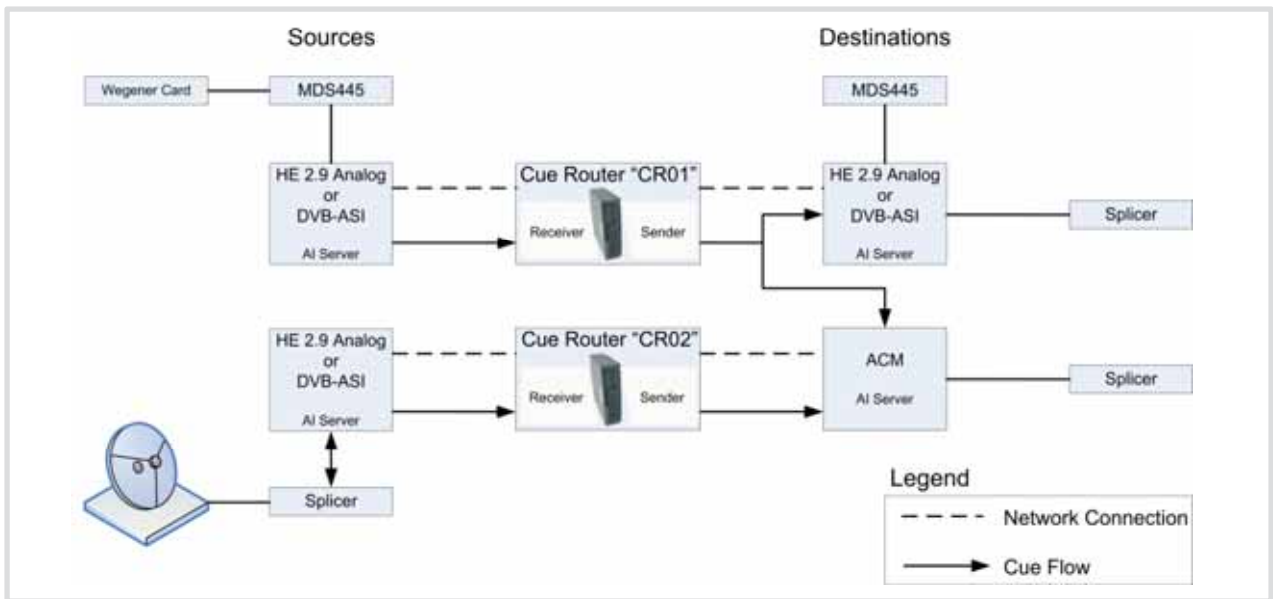 Sources
Destinations
Wegener Card
MDS445
MDS445
HE 2.9 Analog
or
DVB-ASI
AI Server
Cue Router "CR01"
Receiver
Sender
HE 2.9 Analog
or
DVB-ASI
AI Server
Splicer
HE 2.9 Analog
or
DVB-ASI
AI Server
Cue Router "CR02"
Receiver
Sender
ACM
AI Server
Splicer
Splicer
Legend
Network Connection
Cue Flow